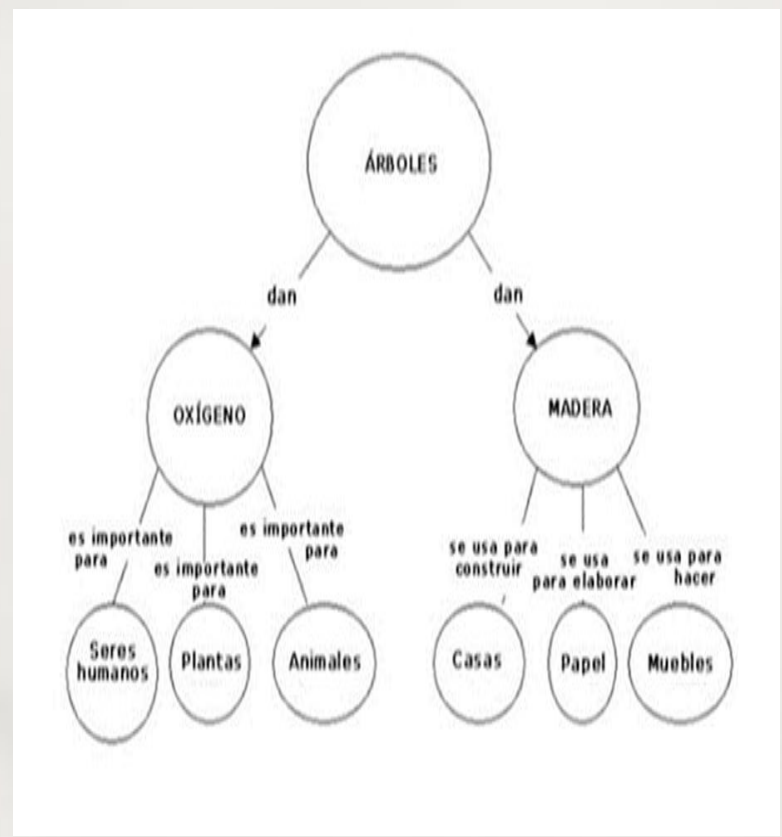 ÁRBOLES
dan
dan
OXÍGENO
MADERA
es importante
para
es importante
para
es importante
para
se usa para
construir
se usa
para elaborar
se usa para
hacer
Seres
humanos
Plantas
Animales
Casas
Papel
Muebles